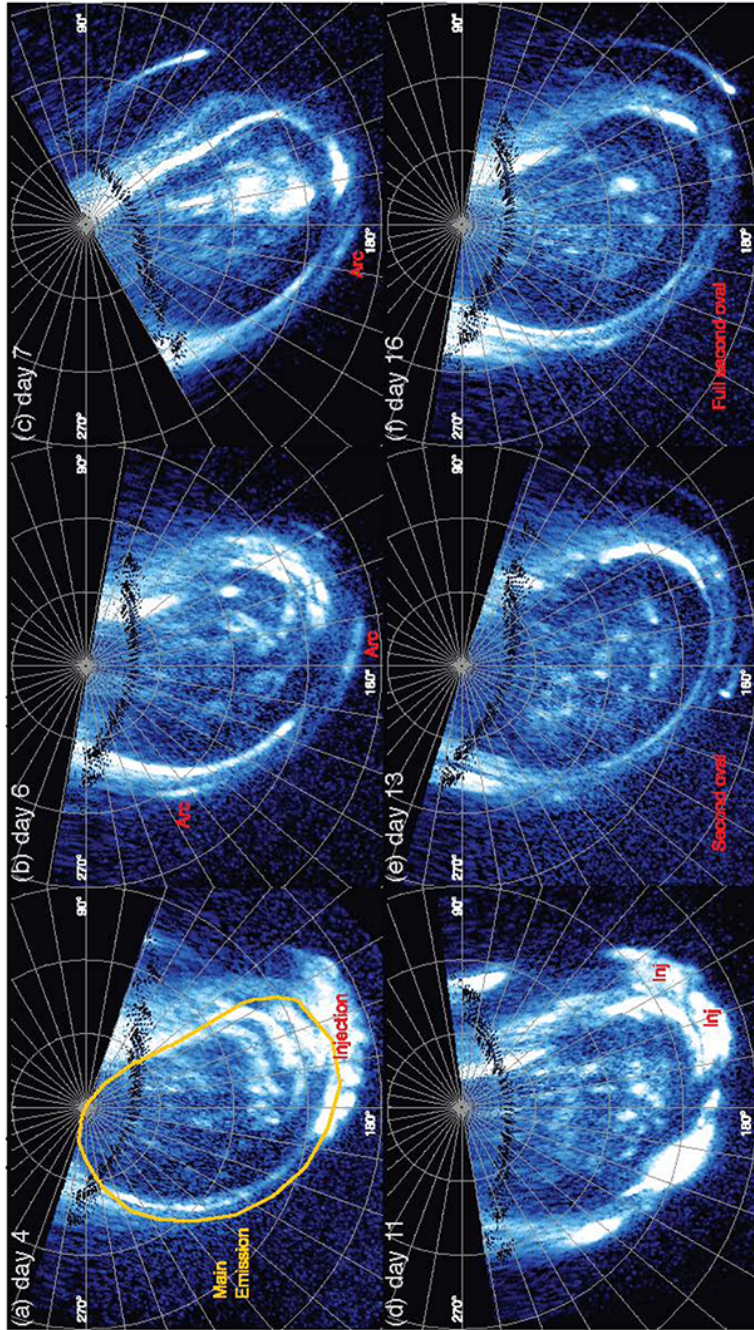 (a) day 4
270°
90°
180°
Main
Emission
Injection
(b) day 6
270°
90°
180°
Arc
Arc
(c) day 7
270°
90°
180°
Arc
(d) day 11
270°
90°
180°
Inj
Inj
(e) day 13
270°
90°
180°
Second oval
(f) day 16
270°
90°
180°
Full second oval